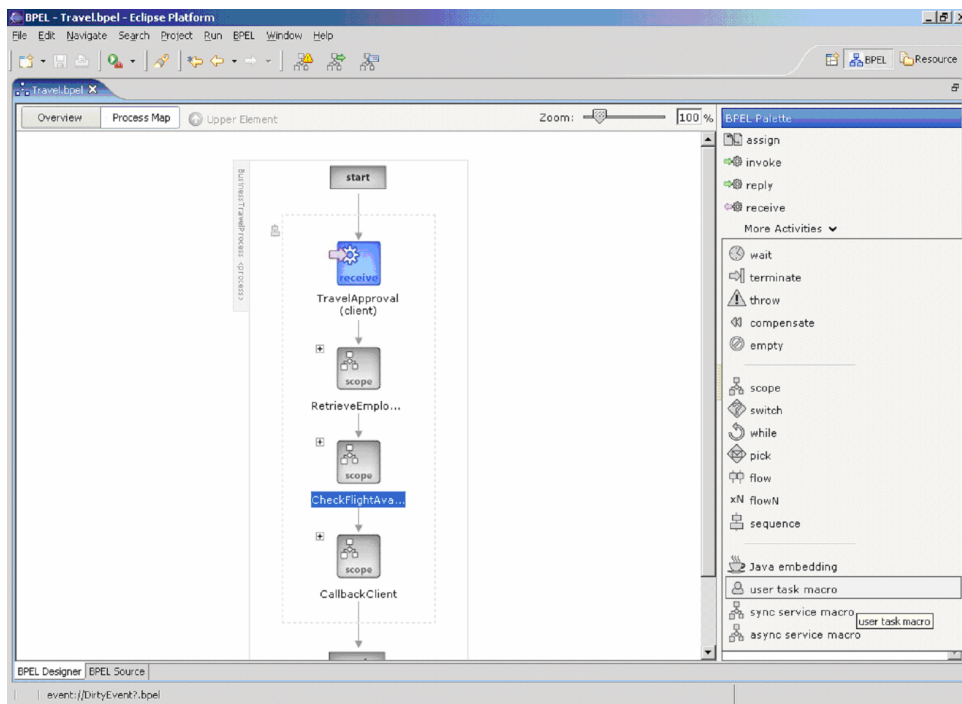 BPEL - Travel.bpel - Eclipse Platform
File Edit Navigate Search Project Run BPEL Window Help
BPEL Resource
Travel.bpel
Overview Process Map Upper Element Zoom: 100 %
BPEL Palette
assign
invoke
reply
receive
More Activities
wait
terminate
throw
compensate
empty
scope
switch
while
pick
flow
xN flowN
sequence
Java embedding
user task macro
sync service macro
user task macro
async service macro
BusinessTravelProcess <process>
start
receive
TravelApproval
(client)
scope
RetrieveEmplo...
scope
CheckFlightAva...
scope
CallbackClient
BPEL Designer BPEL Source
event://DirtyEvent?.bpel